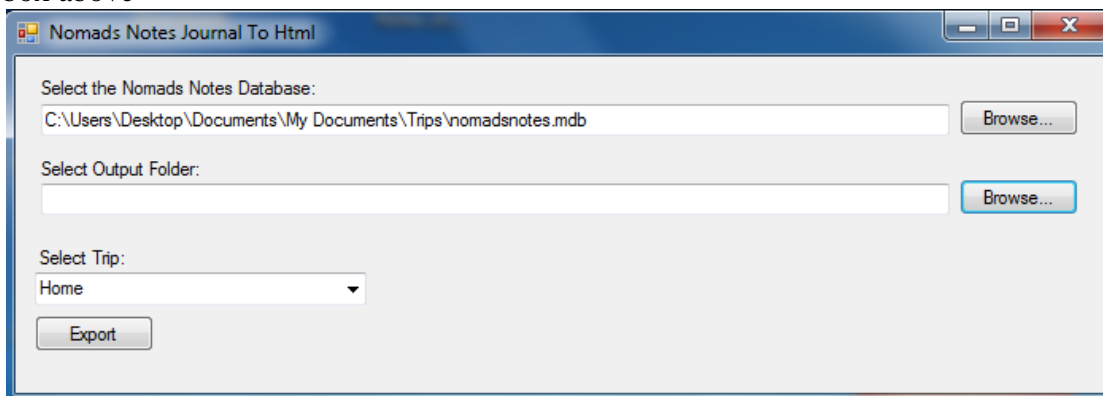 Nomads Notes Journal To Html
Select the Nomads Notes Database:
C:\Users\Desktop\Documents\My Documents\Trips\nomadsnotes.mdb
Browse...
Select Output Folder:
Browse...
Select Trip:
Home
Export